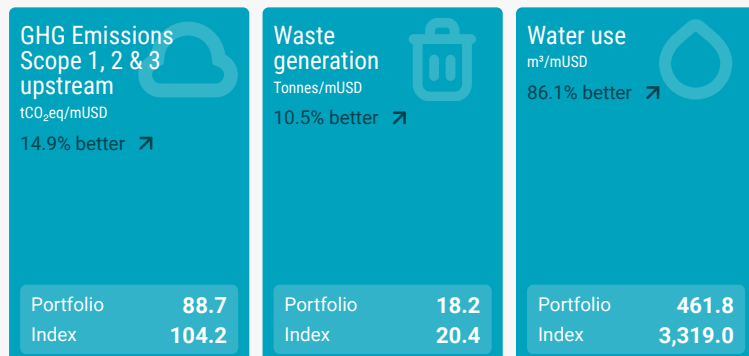 GHG Emissions
Scope 1, 2 & 3
upstream
tCO₂eq/mUSD
14.9% better ↗
Portfolio 88.7
Index 104.2
Waste
generation
Tonnes/mUSD
10.5% better ↗
Portfolio 18.2
Index 20.4
Water use
m³/mUSD
86.1% better ↗
Portfolio 461.8
Index 3,319.0